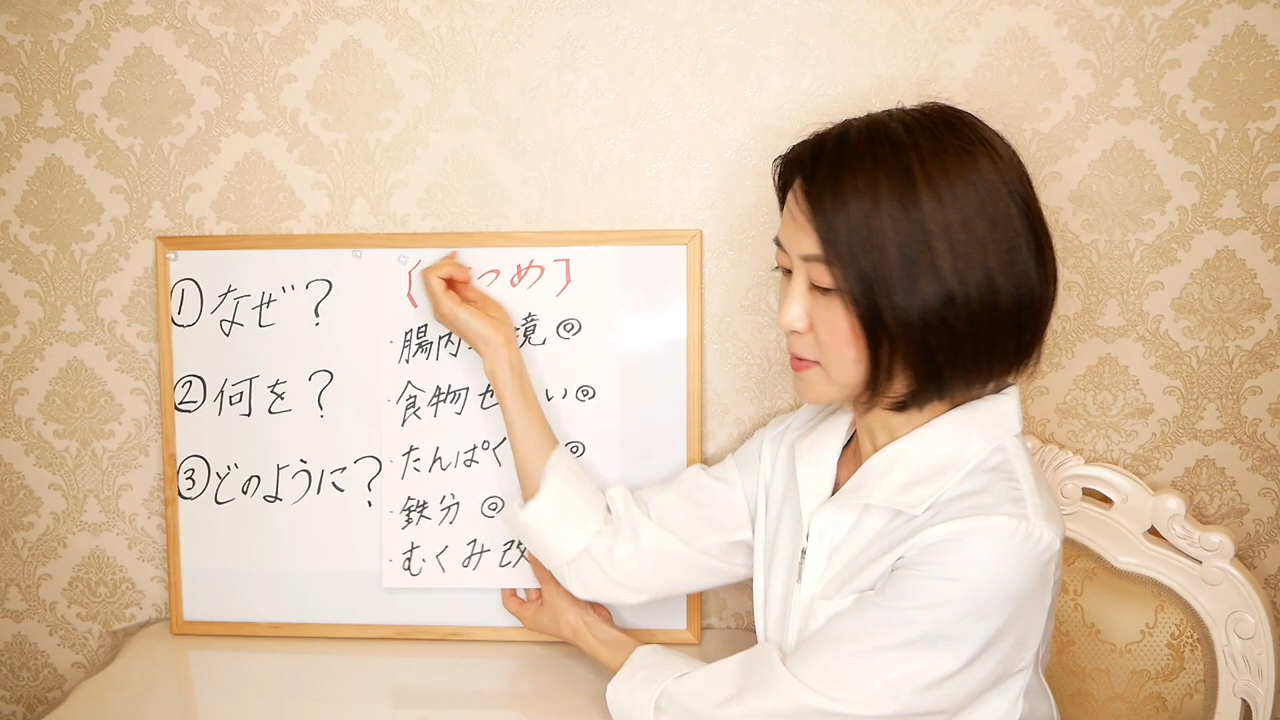 ①なぜ?
②何を?
③どのように?
つめ]
・腸内 境◎
・食物せ い◎
・たんぱく ◎
・鉄分◎
・むくみ改